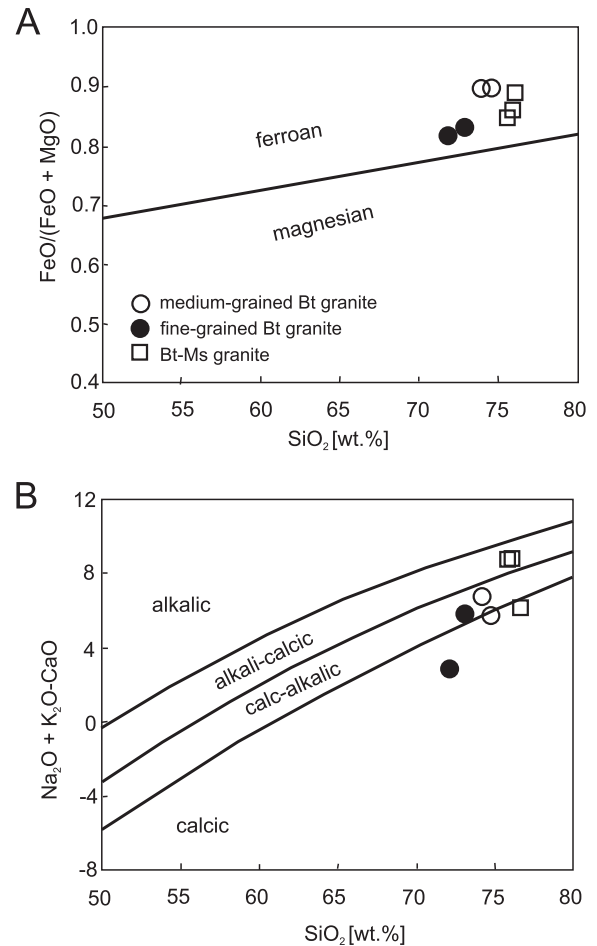 A
1.0
0.9
0.8
0.7
0.6
0.5
0.4
FeO/(FeO + MgO)
ferroan
magnesian
medium-grained Bt granite
fine-grained Bt granite
Bt-Ms granite
50 55 60 65 70 75 80
SiO₂ [wt.%]
B
12
8
4
0
-4
-8
Na₂O + K₂O-CaO
alkalic
alkali-calcic
calc-alkalic
calcic
50 55 60 65 70 75 80
SiO₂ [wt.%]